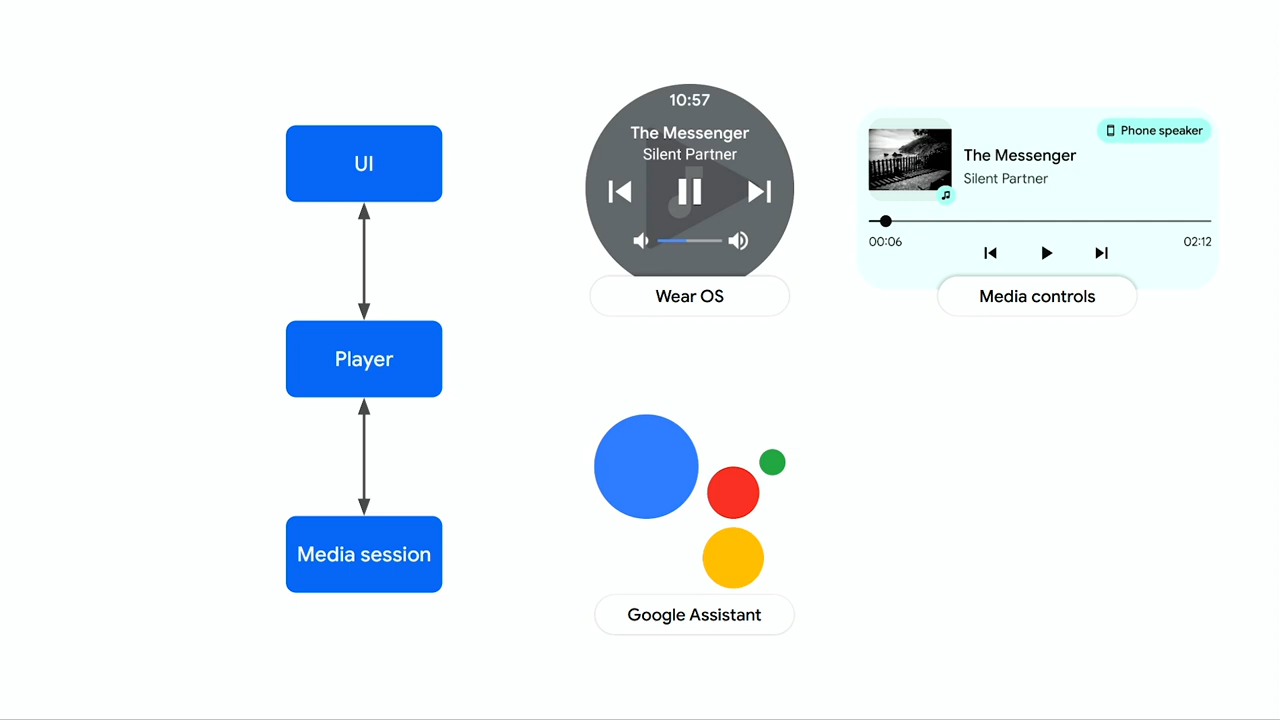 UI
Player
Media session
10:57
The Messenger
Silent Partner
Wear OS
Phone speaker
The Messenger
Silent Partner
00:06
02:12
Media controls
Google Assistant